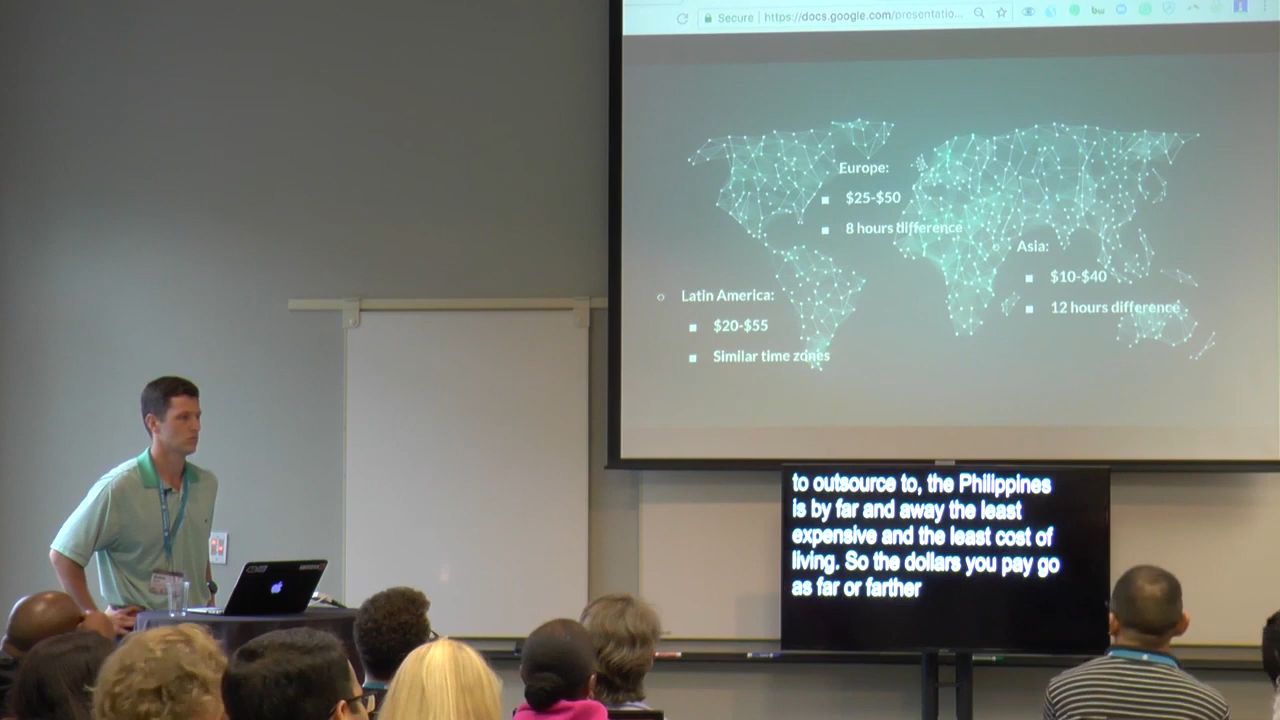 Secure https://docs.google.com/presentatio...
Europe:
$25-$50
8 hours difference
Asia:
$10-$40
12 hours difference
Latin America:
$20-$55
Similar time zones
to outsource to, the Philippines
is by far and away the least
expensive and the least cost of
living. So the dollars you pay go
as far or farther